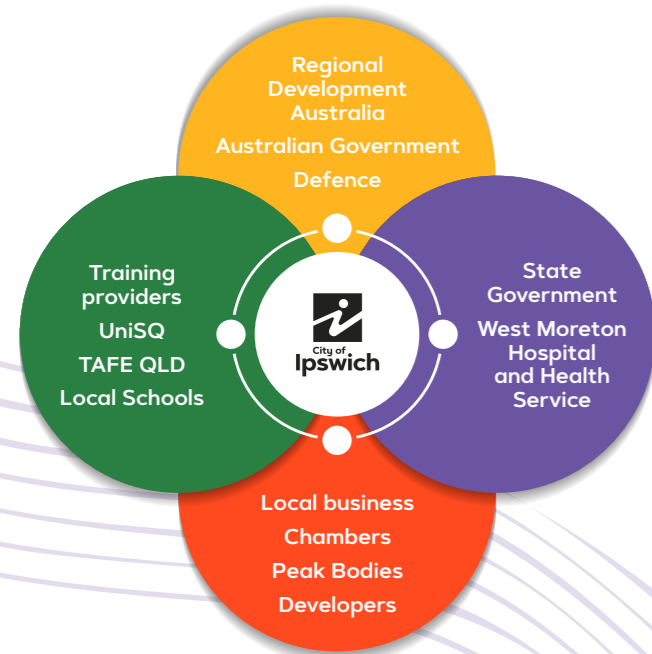 Regional
Development
Australia
Australian Government
Defence
Training
providers
UniSQ
TAFE QLD
Local Schools
City of
Ipswich
State
Government
West Moreton
Hospital
and Health
Service
Local business
Chambers
Peak Bodies
Developers